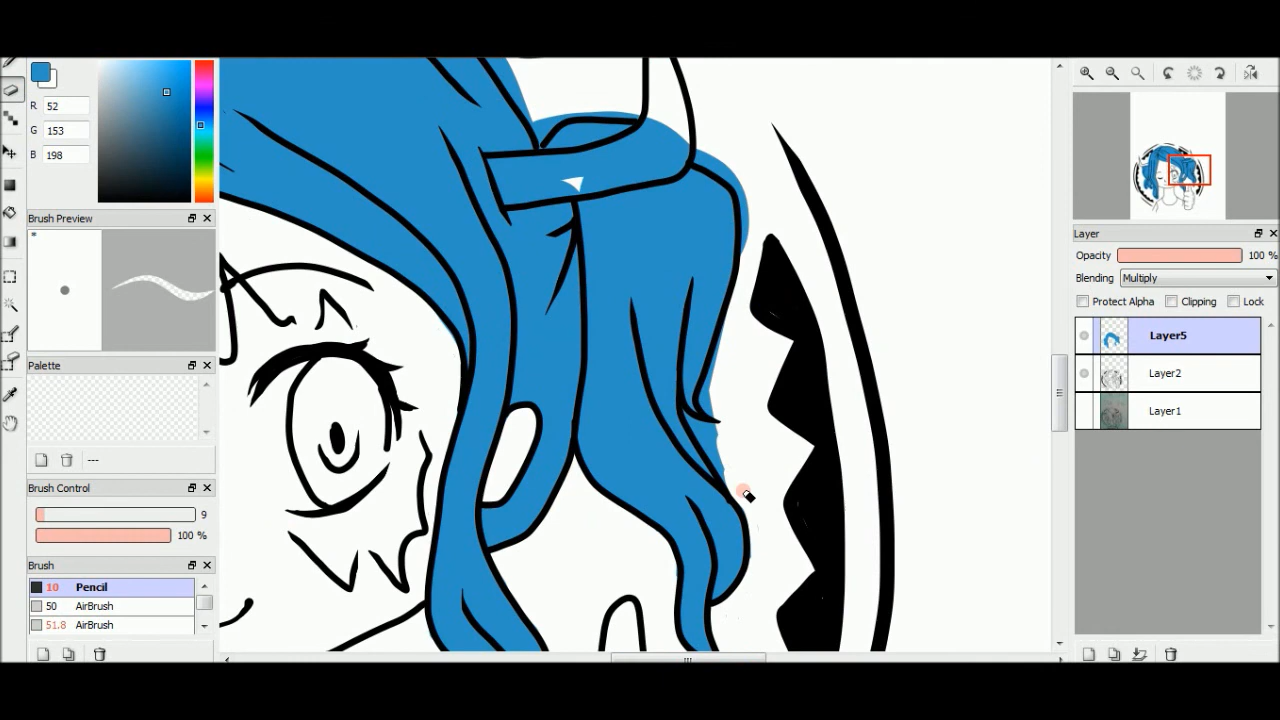 R 52
G 153
B 198
Brush Preview
Palette
---
Brush Control
9
100 %
Brush
10 Pencil
50 AirBrush
51.8 AirBrush
Layer
Opacity 100 %
Blending Multiply
Protect Alpha Clipping Lock
Layer5
Layer2
Layer1